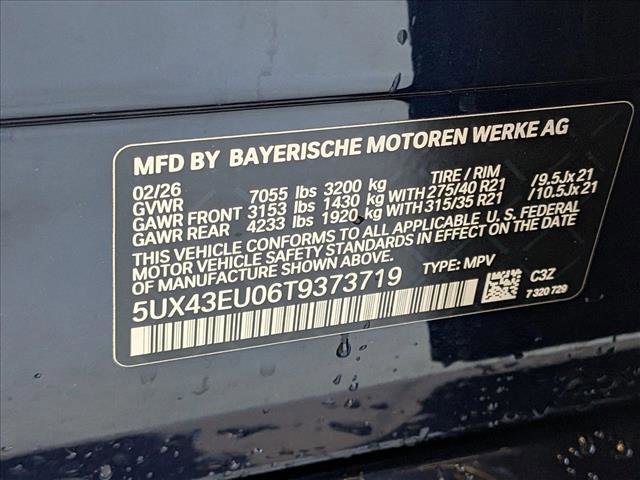 MFD BY BAYERISCHE MOTOREN WERKE AG
02/26 TIRE / RIM
GVWR 7055 lbs 3200 kg
GAWR FRONT 3153 lbs 1430 kg WITH 275/40 R21 /9.5Jx21
GAWR REAR 4233 lbs 1920 kg WITH 315/35 R21 /10.5Jx21
THIS VEHICLE CONFORMS TO ALL APPLICABLE U. S. FEDERAL
MOTOR VEHICLE SAFETY STANDARDS IN EFFECT ON THE DATE
OF MANUFACTURE SHOWN ABOVE.
TYPE: MPV
5UX43EU06T9373719
C3Z
7 320 729